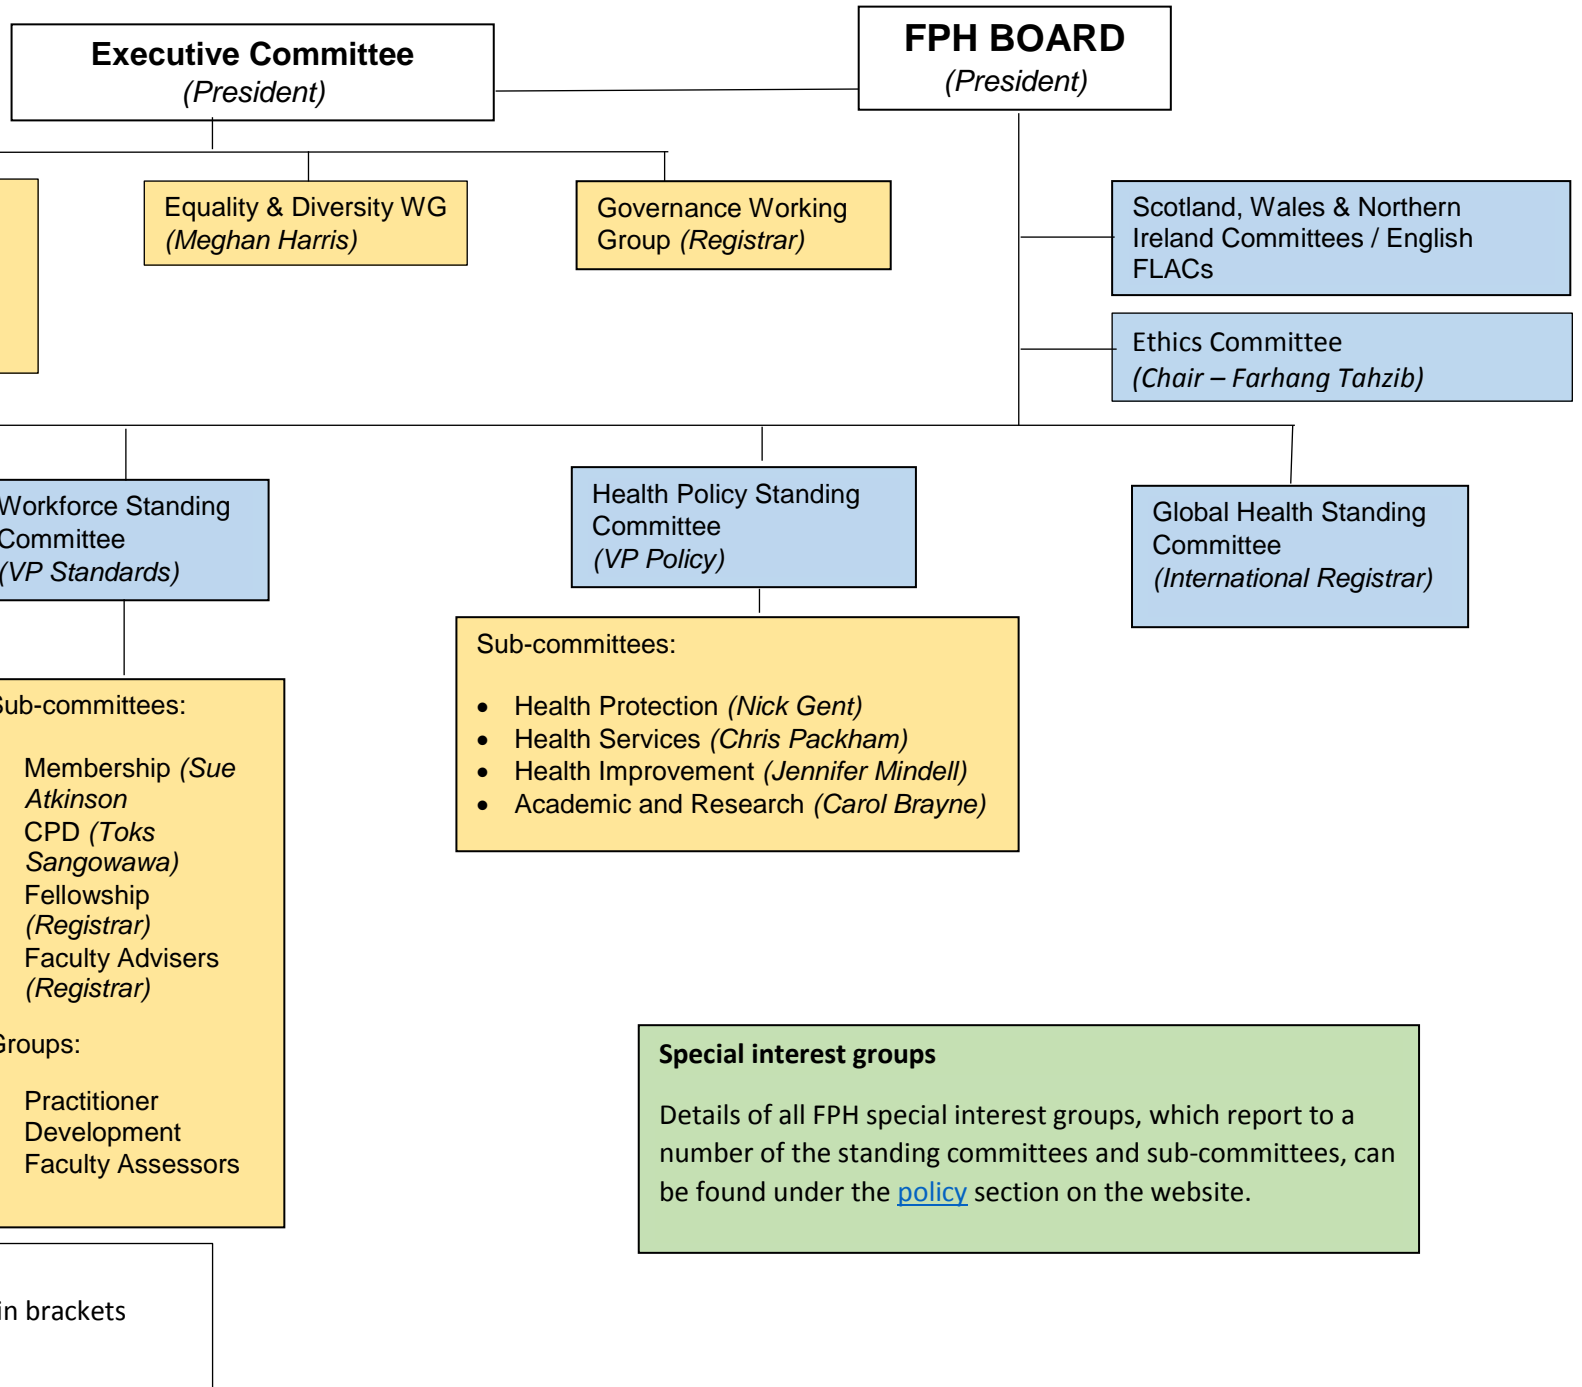 Executive Committee
(President)
FPH BOARD
(President)
Equality & Diversity WG
(Meghan Harris)
Governance Working
Group (Registrar)
Scotland, Wales & Northern
Ireland Committees / English
FLACs
Ethics Committee
(Chair – Farhang Tahzib)
Workforce Standing
Committee
(VP Standards)
Health Policy Standing
Committee
(VP Policy)
Global Health Standing
Committee
(International Registrar)
Sub-committees:
Membership (Sue
Atkinson
CPD (Toks
Sangowawa)
Fellowship
(Registrar)
Faculty Advisers
(Registrar)
Groups:
Practitioner
Development
Faculty Assessors
Sub-committees:
• Health Protection (Nick Gent)
• Health Services (Chris Packham)
• Health Improvement (Jennifer Mindell)
• Academic and Research (Carol Brayne)
Special interest groups
Details of all FPH special interest groups, which report to a
number of the standing committees and sub-committees, can
be found under the policy section on the website.
in brackets